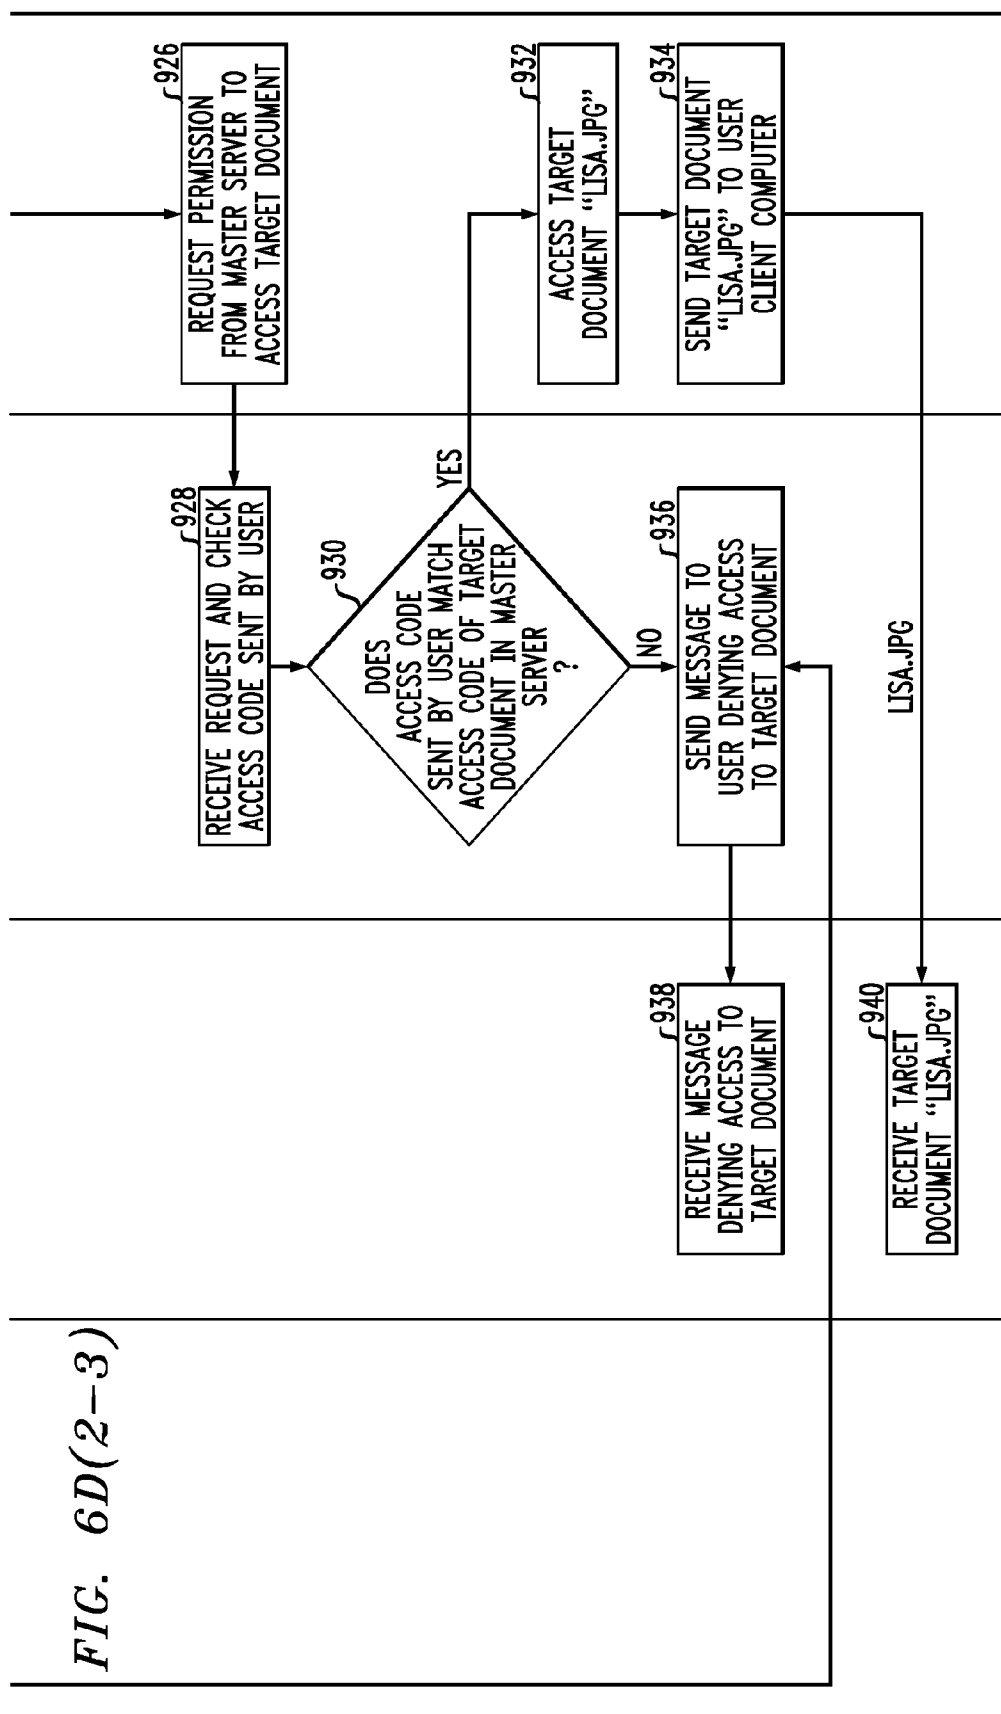 FIG. 6D(2-3)
926
REQUEST PERMISSION
FROM MASTER SERVER TO
ACCESS TARGET DOCUMENT
928
RECEIVE REQUEST AND CHECK
ACCESS CODE SENT BY USER
930
DOES
ACCESS CODE
SENT BY USER MATCH
ACCESS CODE OF TARGET
DOCUMENT IN MASTER
SERVER
?
YES
NO
932
ACCESS TARGET
DOCUMENT “LISA.JPG”
934
SEND TARGET DOCUMENT
“LISA.JPG” TO USER
CLIENT COMPUTER
936
SEND MESSAGE TO
USER DENYING ACCESS
TO TARGET DOCUMENT
938
RECEIVE MESSAGE
DENYING ACCESS TO
TARGET DOCUMENT
LISA.JPG
940
RECEIVE TARGET
DOCUMENT “LISA.JPG”